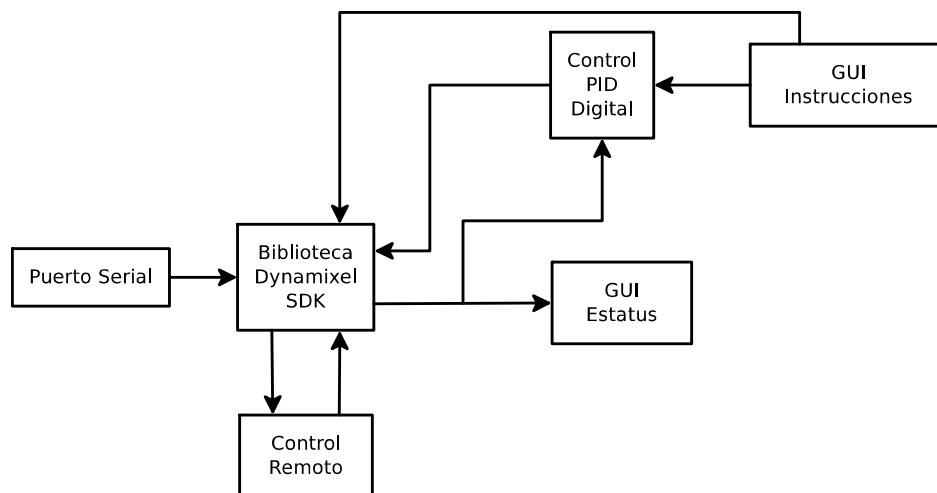 Control
PID
Digital
GUI
Instrucciones
Puerto Serial
Biblioteca
Dynamixel
SDK
GUI
Estatus
Control
Remoto